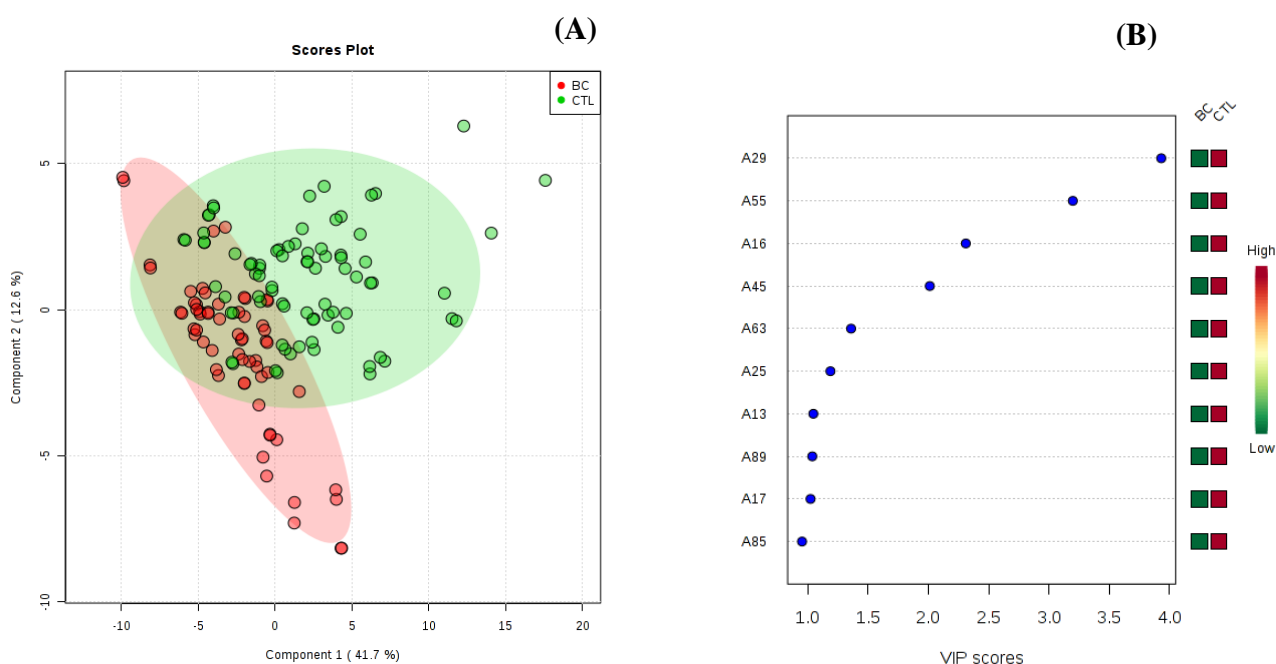 (A)
Scores Plot
BC
CTL
Component 2 ( 12.6 %)
5
0
-5
-10
-10
-5
0
5
10
15
20
Component 1 ( 41.7 %)
(B)
BC
CTL
A29
A55
A16
A45
A63
A25
A13
A89
A17
A85
High
Low
1.0
1.5
2.0
2.5
3.0
3.5
4.0
VIP scores